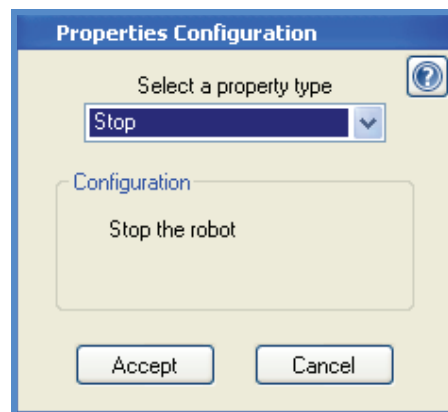 Properties Configuration
Select a property type
?
Stop
Configuration
Stop the robot
Accept
Cancel